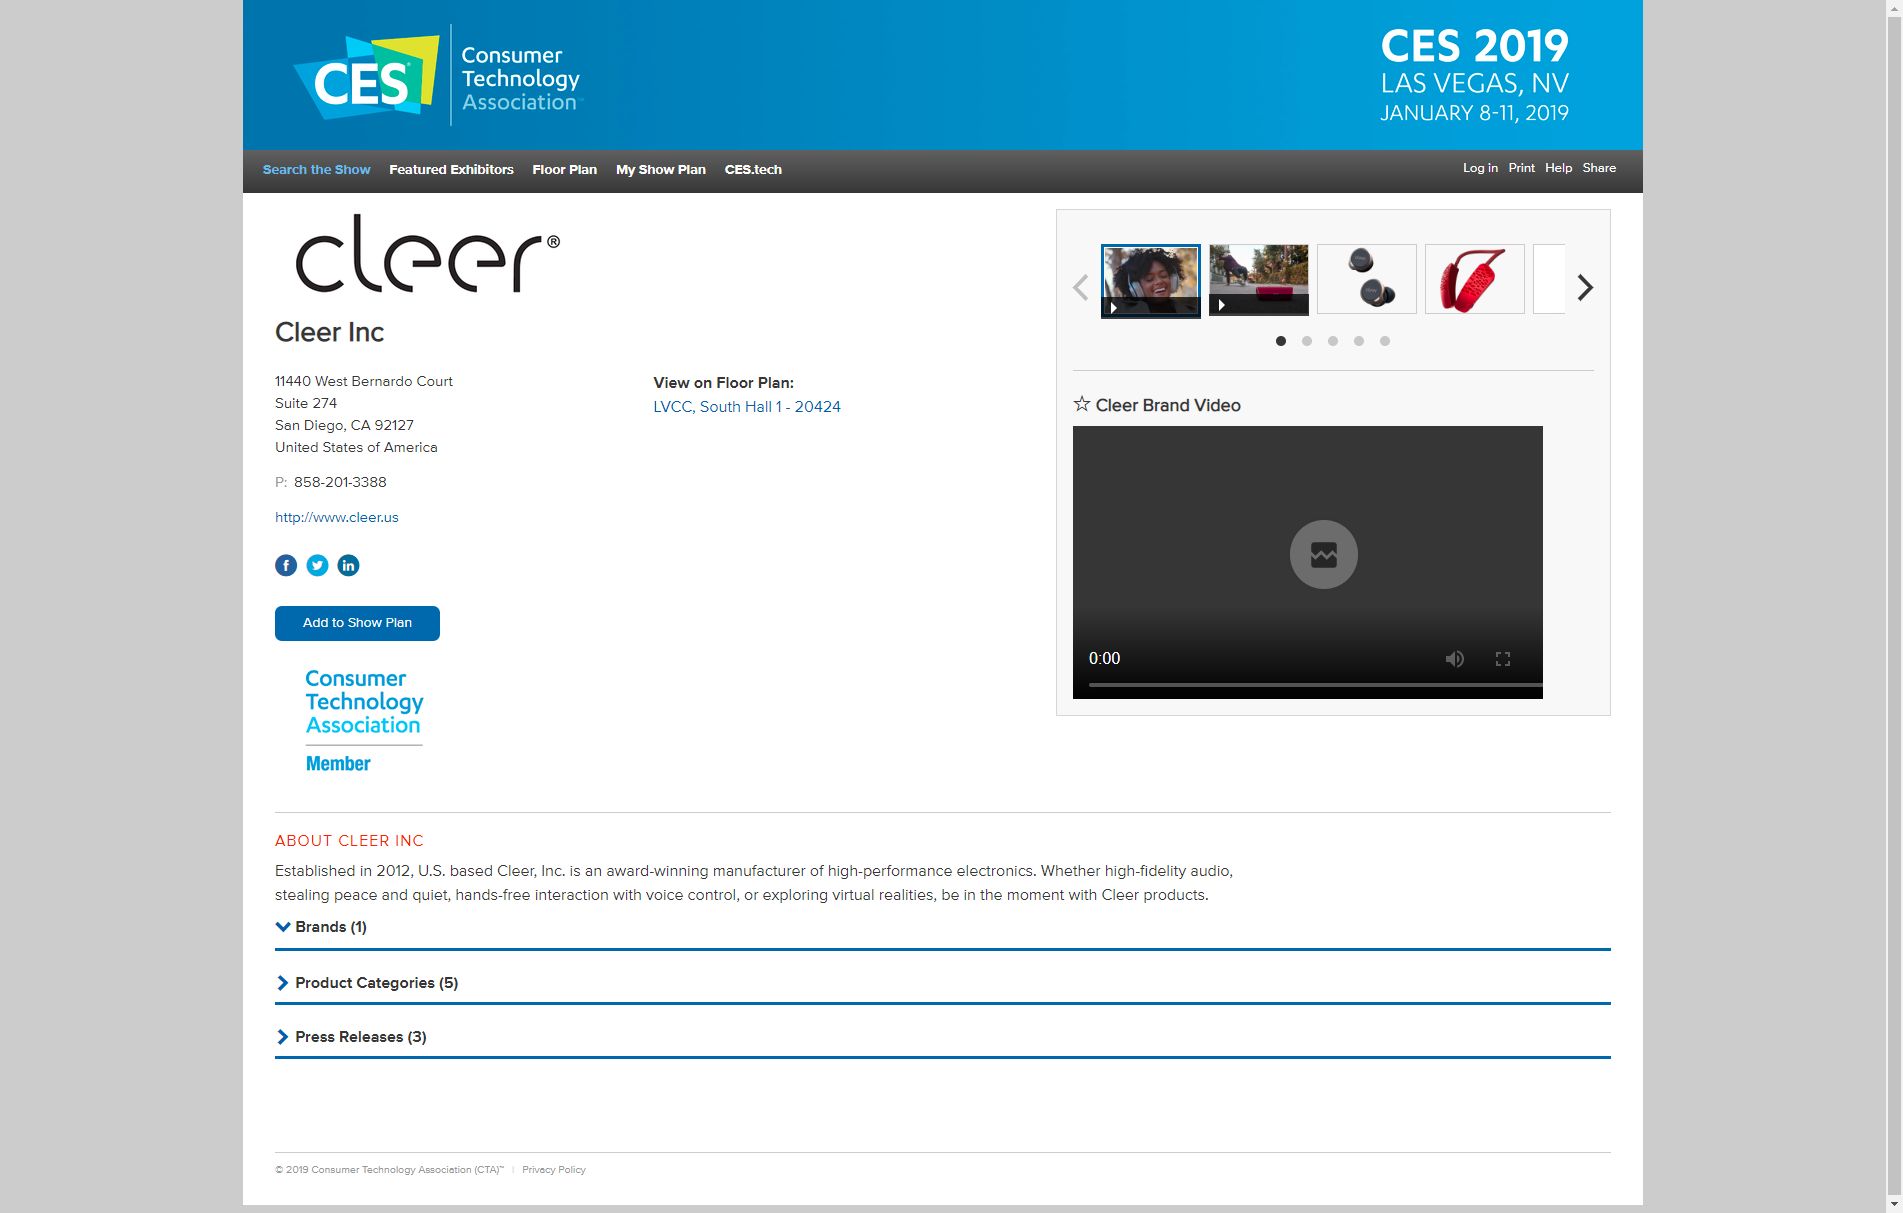 CES® Consumer
Technology
Association™
CES 2019
LAS VEGAS, NV
JANUARY 8-11, 2019
Search the Show Featured Exhibitors Floor Plan My Show Plan CES.tech
Log in Print Help Share
cleer®
Cleer Inc
11440 West Bernardo Court
Suite 274
San Diego, CA 92127
United States of America
P: 858-201-3388
http://www.cleer.us
View on Floor Plan:
LVCC, South Hall 1 - 20424
f in
Add to Show Plan
Consumer
Technology
Association
Member
Cleer Brand Video
0:00
ABOUT CLEER INC
Established in 2012, U.S. based Cleer, Inc. is an award-winning manufacturer of high-performance electronics. Whether high-fidelity audio,
stealing peace and quiet, hands-free interaction with voice control, or exploring virtual realities, be in the moment with Cleer products.
Brands (1)
Product Categories (5)
Press Releases (3)
© 2019 Consumer Technology Association (CTA)™ | Privacy Policy